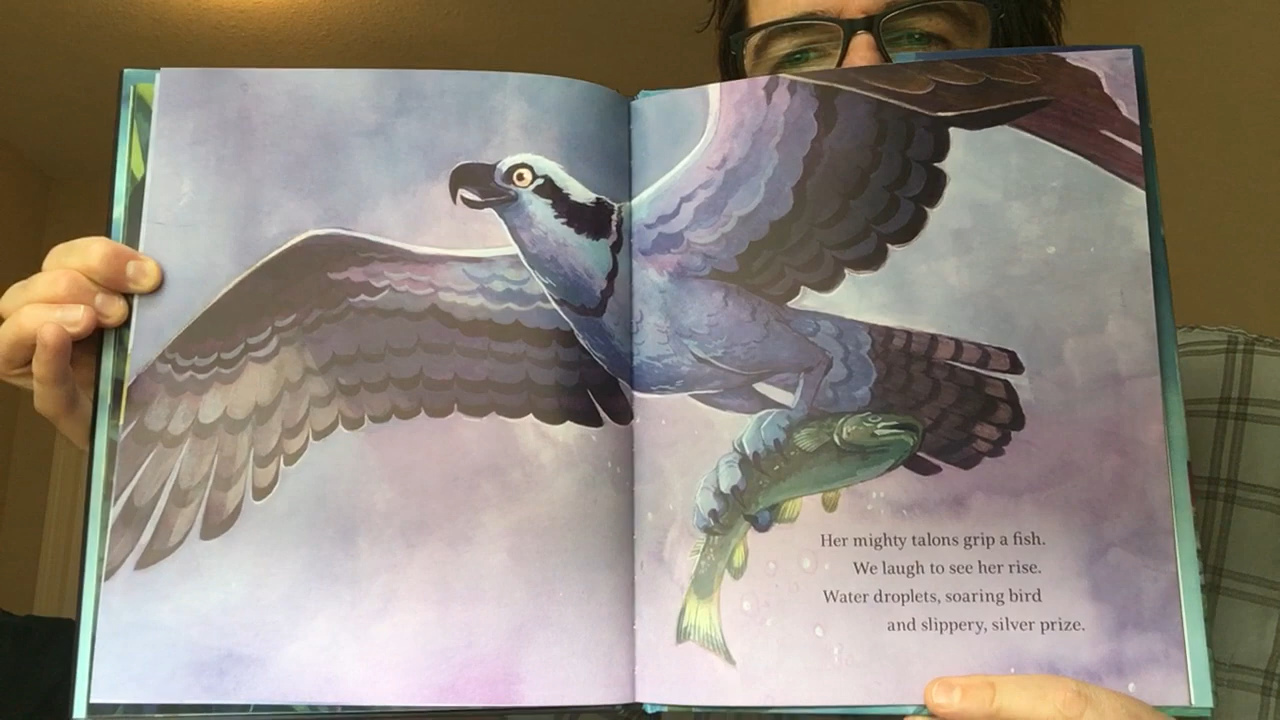 Her mighty talons grip a fish.
We laugh to see her rise.
Water droplets, soaring bird
and slippery, silver prize.